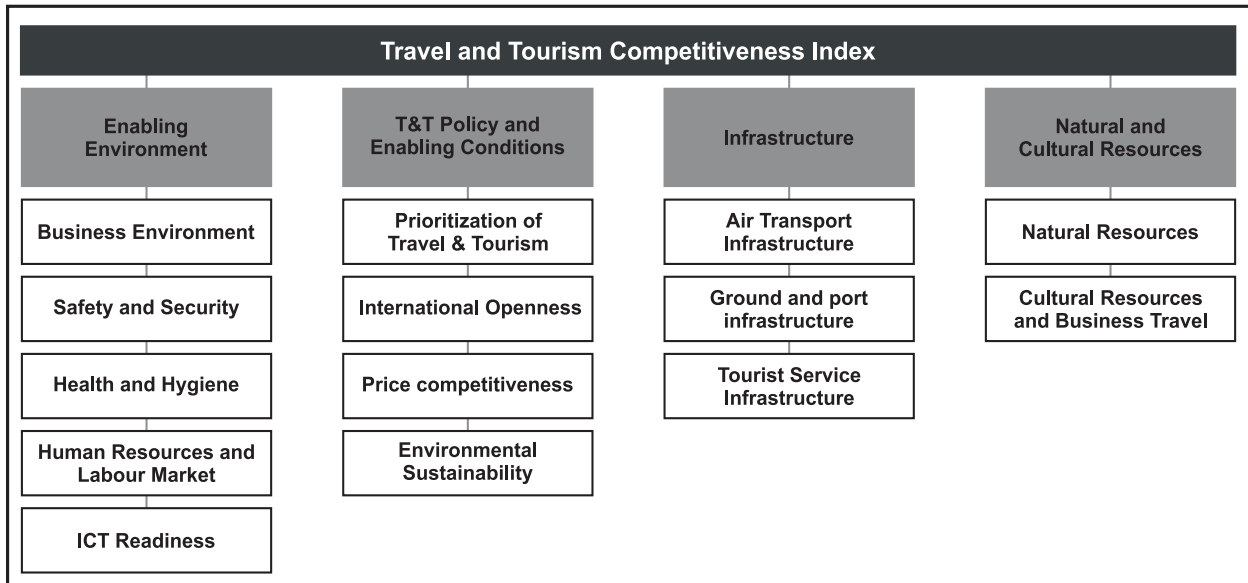 Travel and Tourism Competitiveness Index
Enabling
Environment
Business Environment
Safety and Security
Health and Hygiene
Human Resources and
Labour Market
ICT Readiness
T&T Policy and
Enabling Conditions
Prioritization of
Travel & Tourism
International Openness
Price competitiveness
Environmental
Sustainability
Infrastructure
Air Transport
Infrastructure
Ground and port
infrastructure
Tourist Service
Infrastructure
Natural and
Cultural Resources
Natural Resources
Cultural Resources
and Business Travel